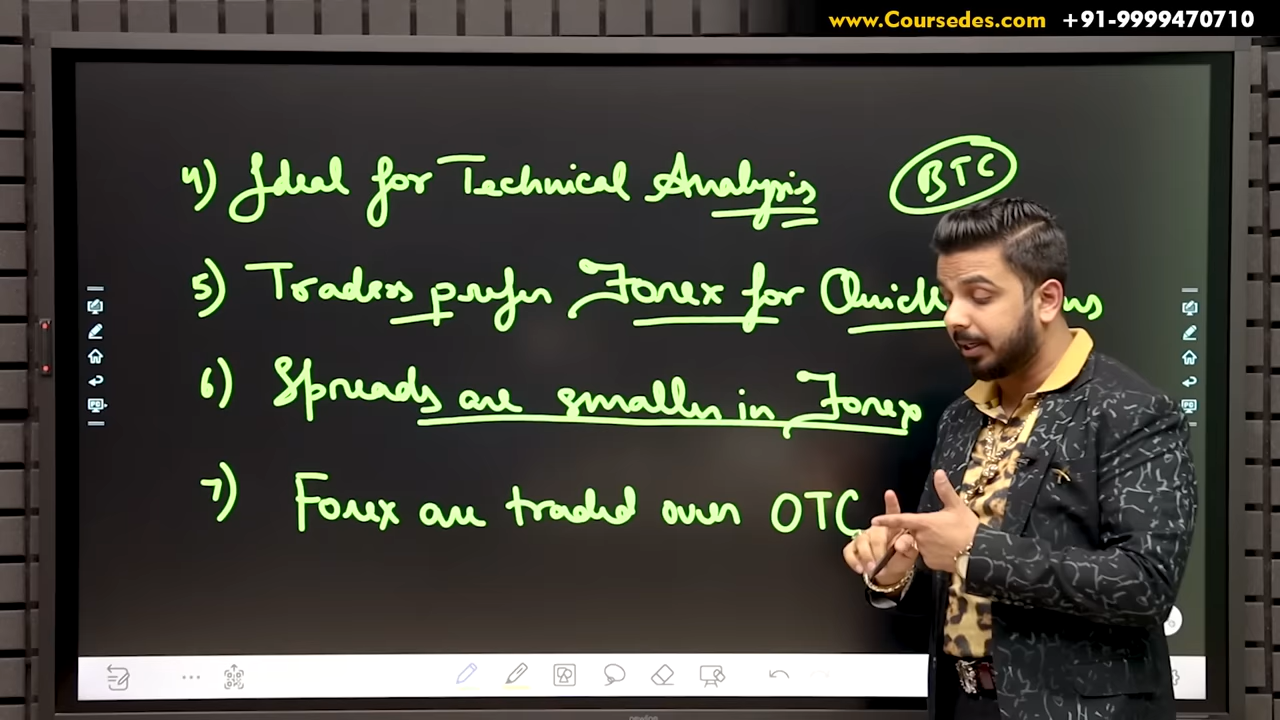 www.Coursedes.com +91-9999470710
4) Ideal for Technical Analysis BTC
5) Traders prefer Forex for Quick
6) Spreads are smaller in Forex
7) Forex are traded over OTC
newline